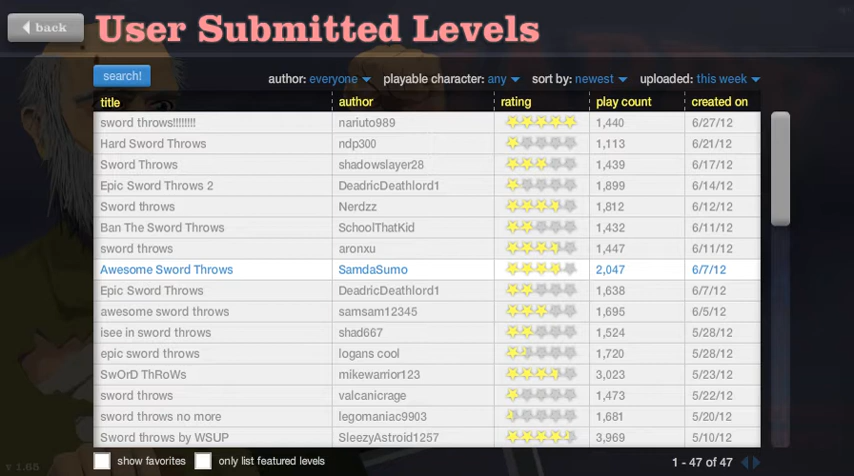 back
User Submitted Levels
search!
author: everyone playable character: any sort by: newest uploaded: this week
title author rating play count created on
sword throws!!!!!!!! nariuto989 1,440 6/27/12
Hard Sword Throws ndp300 1,113 6/21/12
Sword Throws shadowslayer28 1,439 6/17/12
Epic Sword Throws 2 DeadricDeathlord1 1,899 6/14/12
Sword throws Nerdzz 1,812 6/12/12
Ban The Sword Throws SchoolThatKid 1,432 6/11/12
sword throws aronxu 1,447 6/11/12
Awesome Sword Throws SamdaSumo 2,047 6/7/12
Epic Sword Throws DeadricDeathlord1 1,638 6/7/12
awesome sword throws samsam12345 1,695 6/5/12
isee in sword throws shad667 1,524 5/28/12
epic sword throws logans cool 1,720 5/28/12
SwOrD ThRoWs mikewarrior123 3,023 5/23/12
sword throws valcanicrage 1,473 5/22/12
sword throws no more legomaniac9903 1,681 5/20/12
Sword throws by WSUP SleezyAstroid1257 3,969 5/10/12
show favorites only list featured levels 1 - 47 of 47
v 1.68